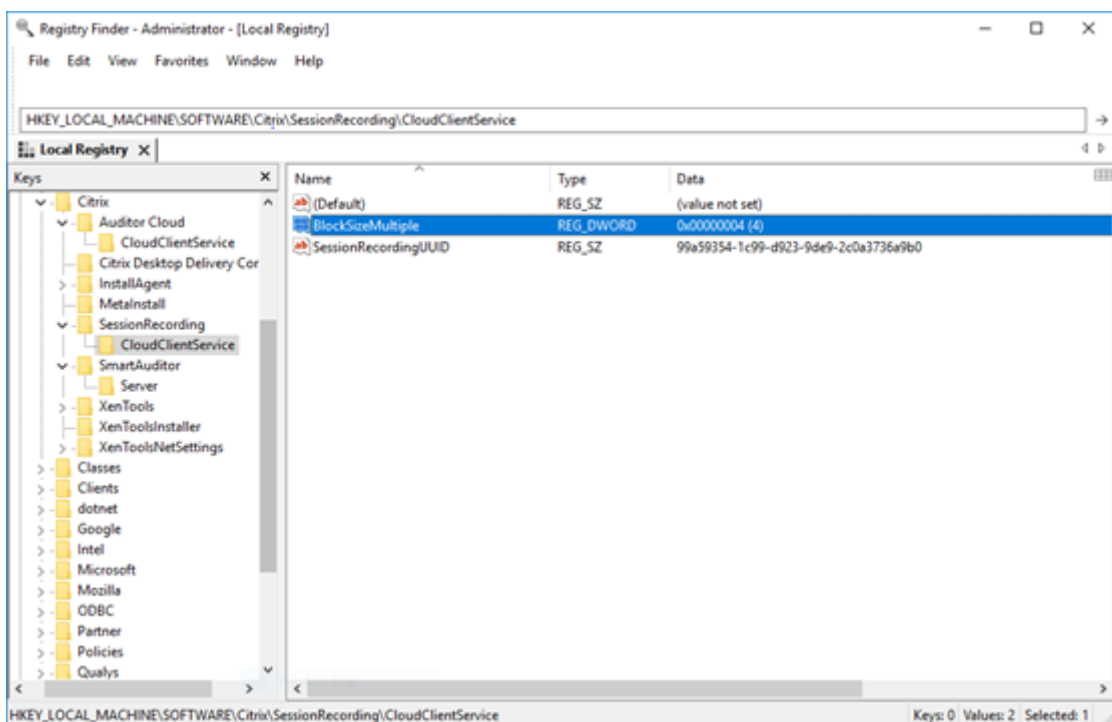 Registry Finder - Administrator - [Local Registry]
File Edit View Favorites Window Help
HKEY_LOCAL_MACHINE\SOFTWARE\Citrix\SessionRecording\CloudClientService
Local Registry
Keys
Name Type Data
Citrix
Auditor Cloud
CloudClientService
Citrix Desktop Delivery Cor
InstallAgent
MetaInstall
SessionRecording
CloudClientService
SmartAuditor
Server
XenTools
XenToolsInstaller
XenToolsNetSettings
Classes
Clients
dotnet
Google
Intel
Microsoft
Mozilla
ODBC
Partner
Policies
Qualys
ab (Default) REG_SZ (value not set)
BlockSizeMultiple REG_DWORD 0x00000004 (4)
ab SessionRecordingUUID REG_SZ 99a59354-1c99-d923-9de9-2c0a3736a9b0
HKEY_LOCAL_MACHINE\SOFTWARE\Citrix\SessionRecording\CloudClientService Keys: 0 Values: 2 Selected: 1